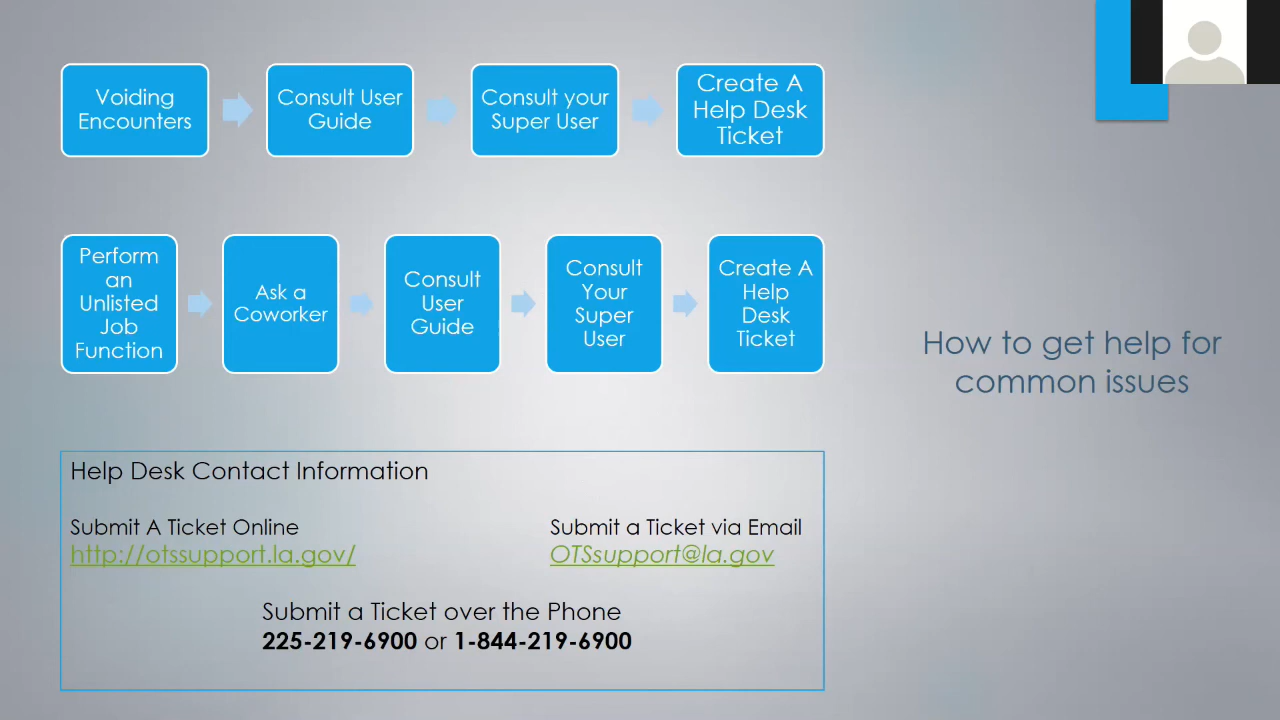 Voiding
Encounters
Consult User
Guide
Consult your
Super User
Create A
Help Desk
Ticket
Perform
an
Unlisted
Job
Function
Ask a
Coworker
Consult
User
Guide
Consult
Your
Super
User
Create A
Help
Desk
Ticket
How to get help for
common issues
Help Desk Contact Information
Submit A Ticket Online
http://otssupport.la.gov/
Submit a Ticket via Email
OTSsupport@la.gov
Submit a Ticket over the Phone
225-219-6900 or 1-844-219-6900